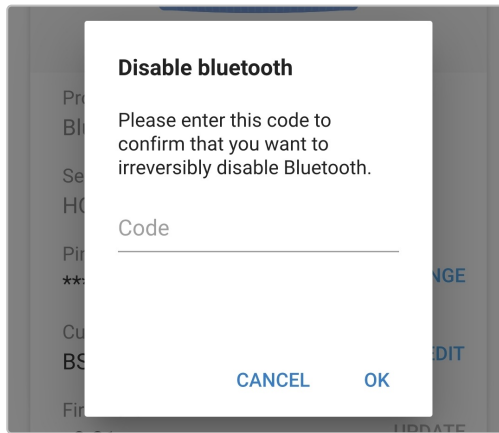 Disable bluetooth
Please enter this code to
confirm that you want to
irreversibly disable Bluetooth.
Code
CANCEL OK